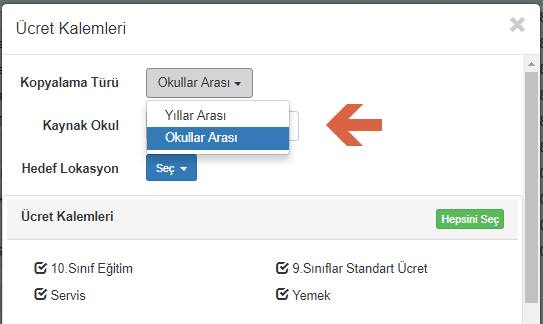 Ücret Kalemleri
Kopyalama Türü
Okullar Arası
Yıllar Arası
Kaynak Okul
Okullar Arası
Hedef Lokasyon
Seç
Ücret Kalemleri
Hepsini Seç
10.Sınıf Eğitim
9.Sınıflar Standart Ücret
Servis
Yemek